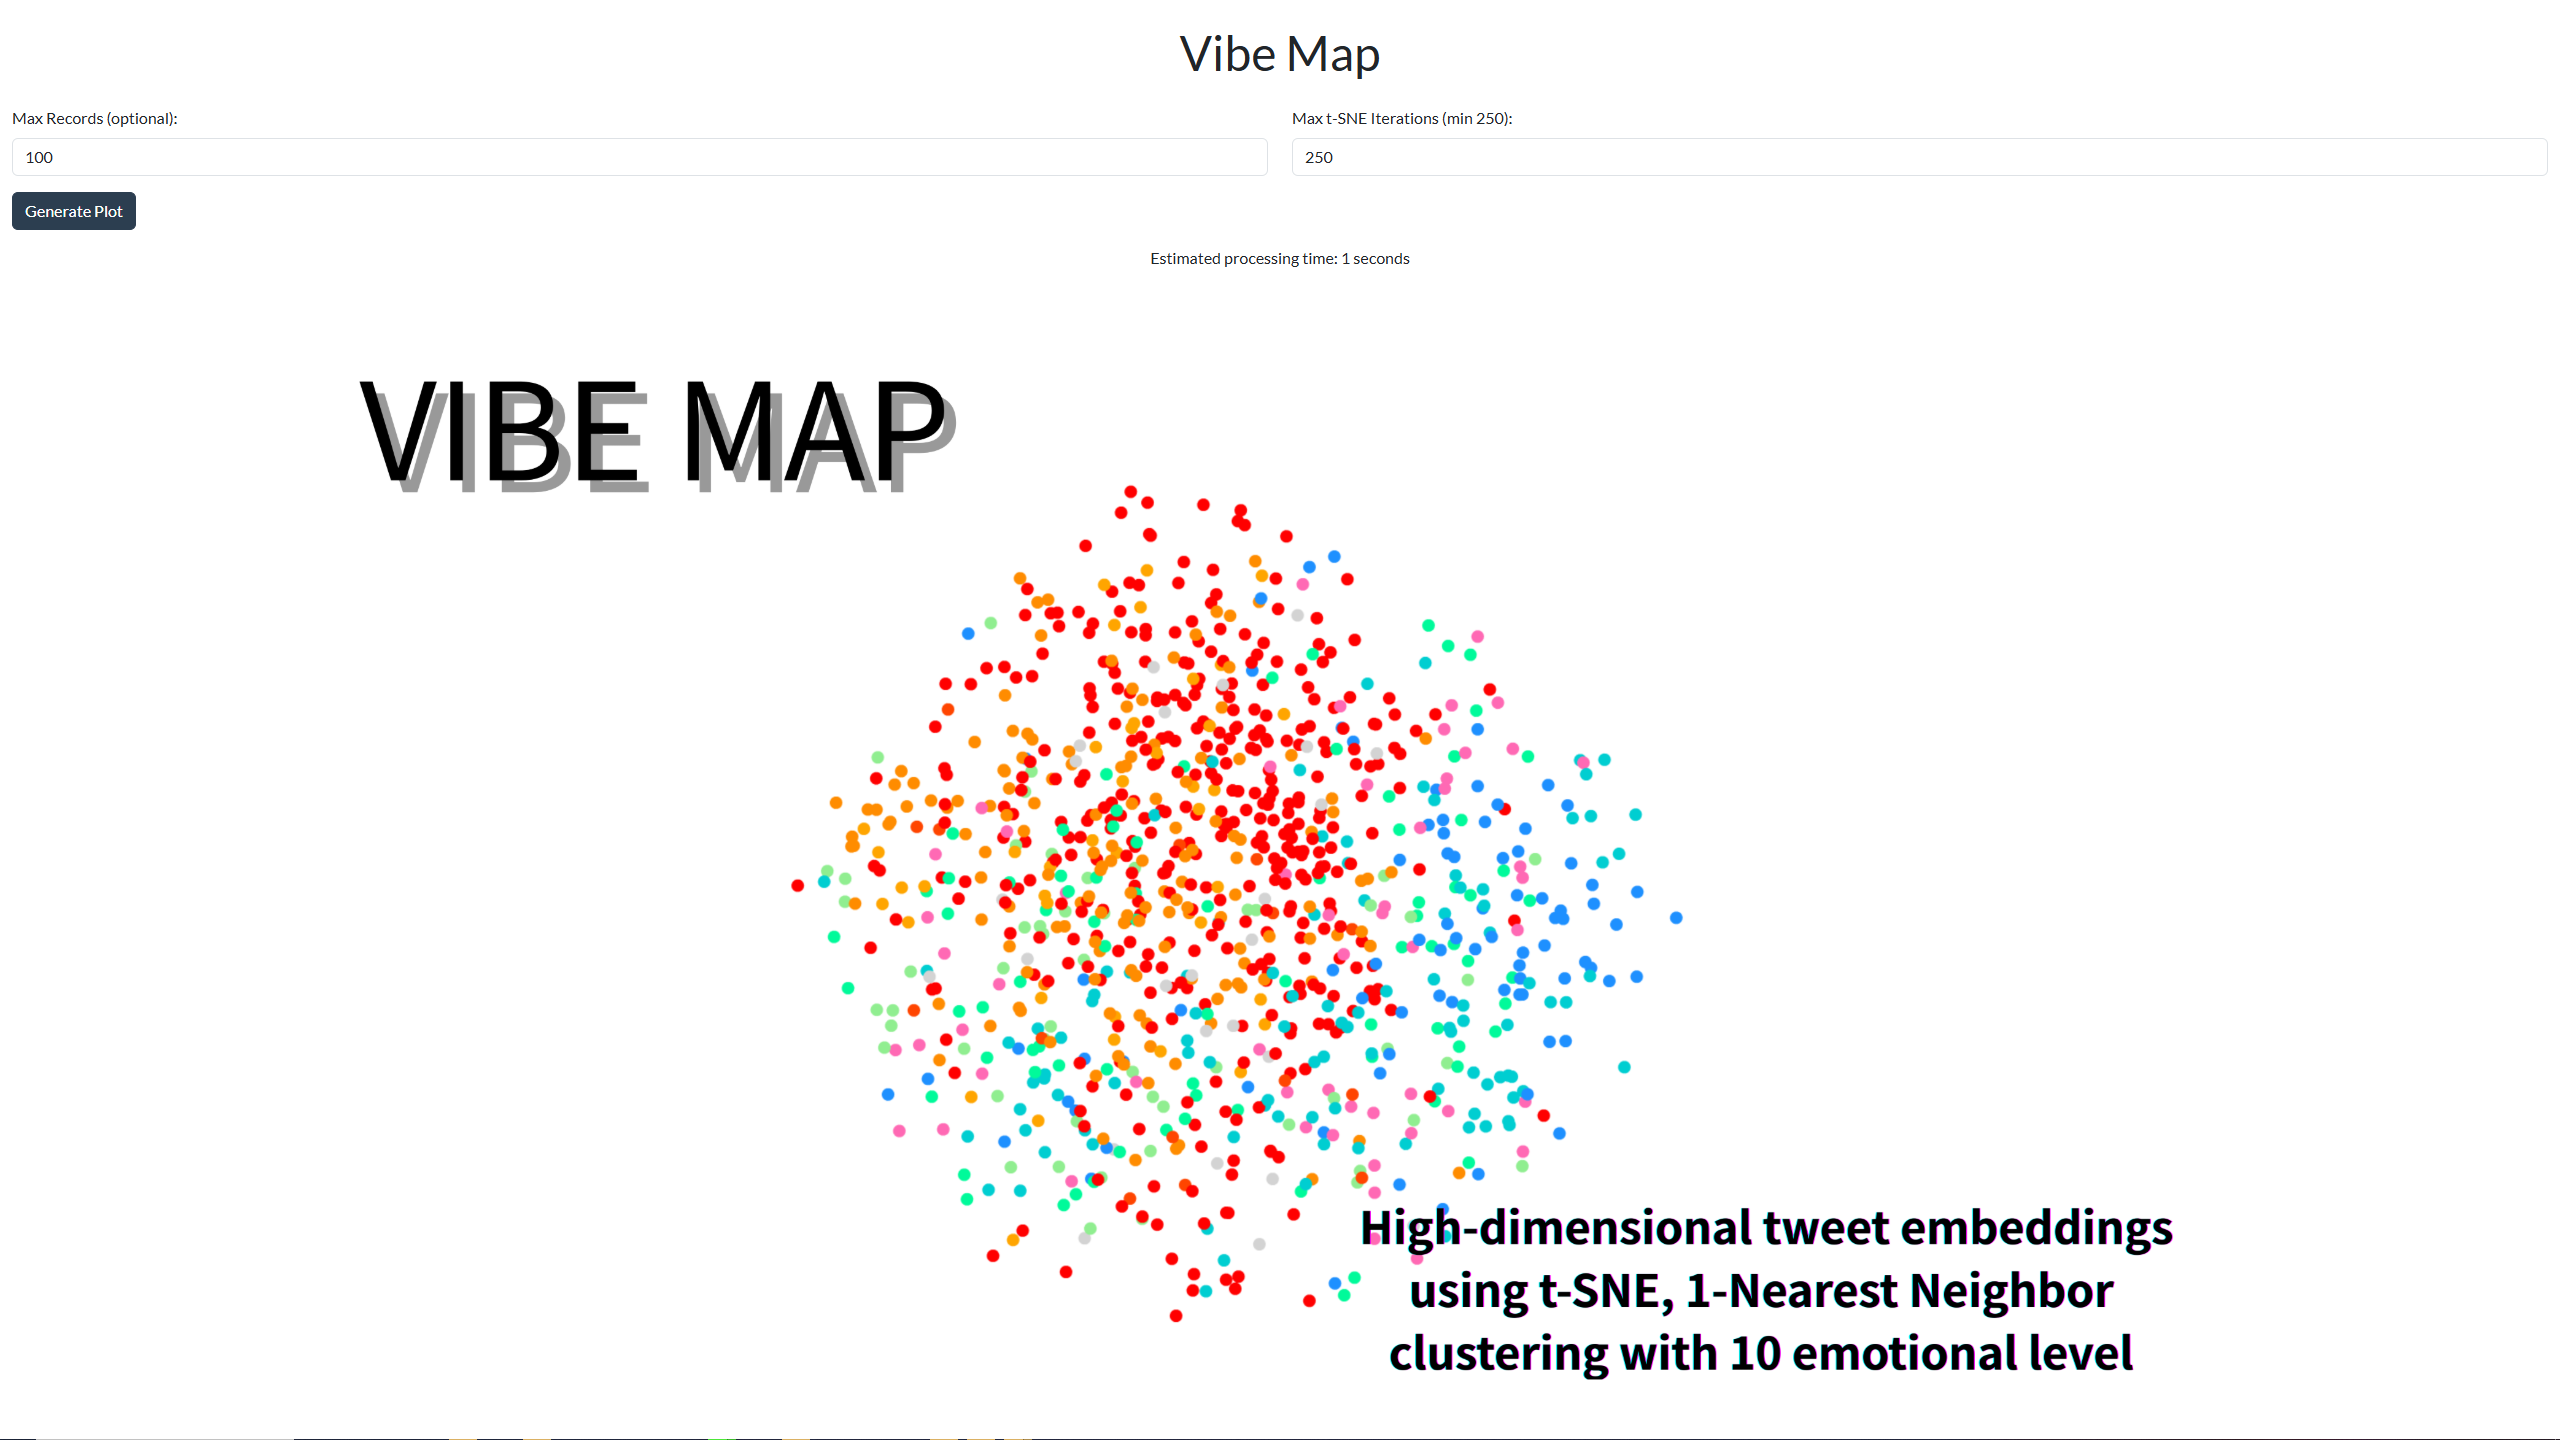 Vibe Map
Max Records (optional):
Max t-SNE Iterations (min 250):
100
250
Generate Plot
Estimated processing time: 1 seconds
VIBE MAP
High-dimensional tweet embeddings
using t-SNE, 1-Nearest Neighbor
clustering with 10 emotional level